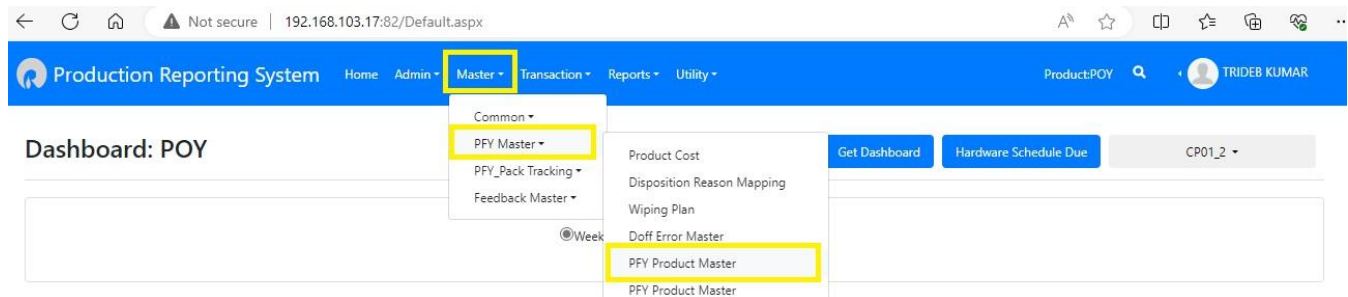 Not secure | 192.168.103.17:82/Default.aspx
Production Reporting System Home Admin Master Transaction Reports Utility Product:POY TRIDEB KUMAR
Common
Dashboard: POY
PFY Master
PFY_Pack Tracking
Feedback Master
Product Cost
Disposition Reason Mapping
Wiping Plan
Doff Error Master
PFY Product Master
PFY Product Master
Get Dashboard Hardware Schedule Due CP01_2
Week